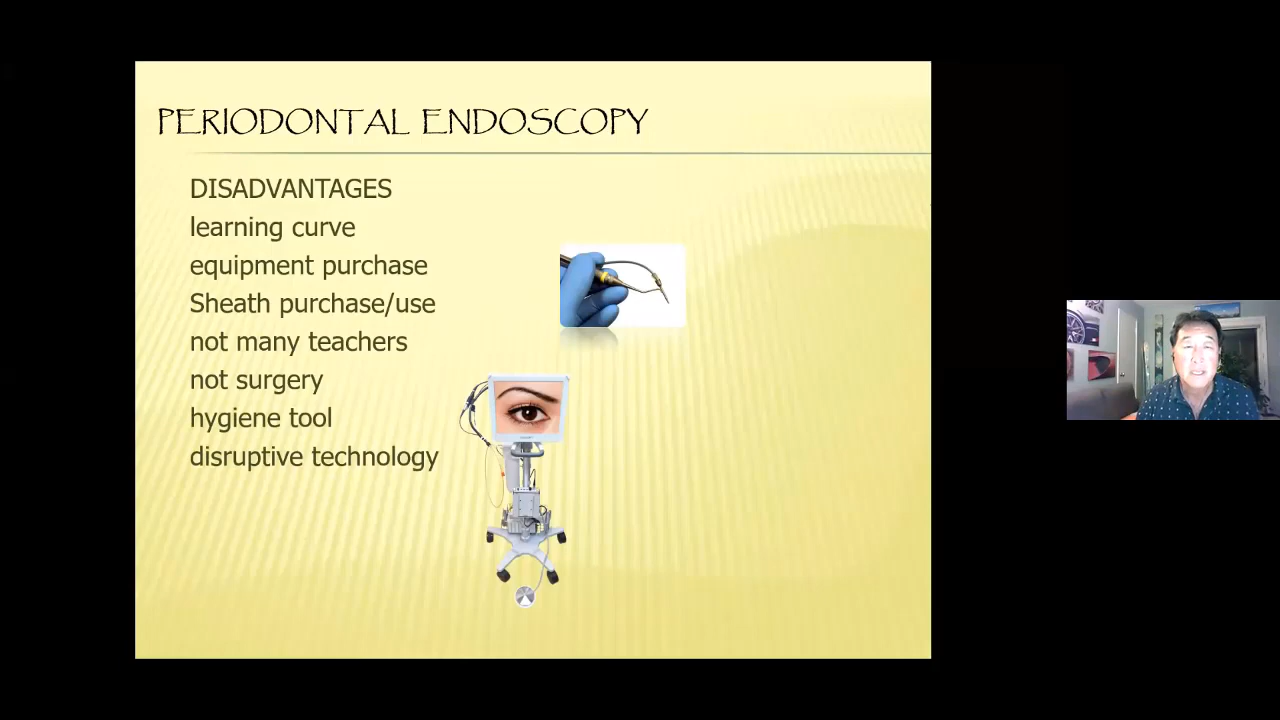 PERIODONTAL ENDOSCOPY
DISADVANTAGES
learning curve
equipment purchase
Sheath purchase/use
not many teachers
not surgery
hygiene tool
disruptive technology